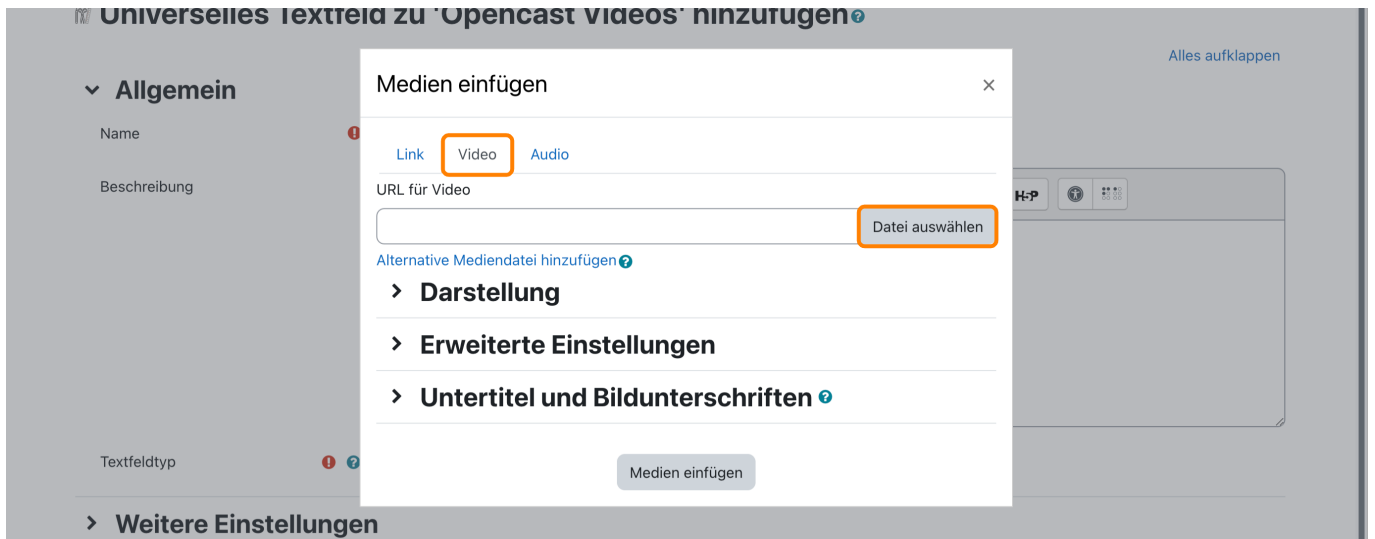 Universelles Textfeld zu 'Opencast Videos' hinzufügen
Alles aufklappen
Allgemein
Name
Beschreibung
Textfeldtyp
Weitere Einstellungen
Medien einfügen
Link Video Audio
URL für Video
Datei auswählen
Alternative Mediendatei hinzufügen
Darstellung
Erweiterte Einstellungen
Untertitel und Bildunterschriften
Medien einfügen
H5P